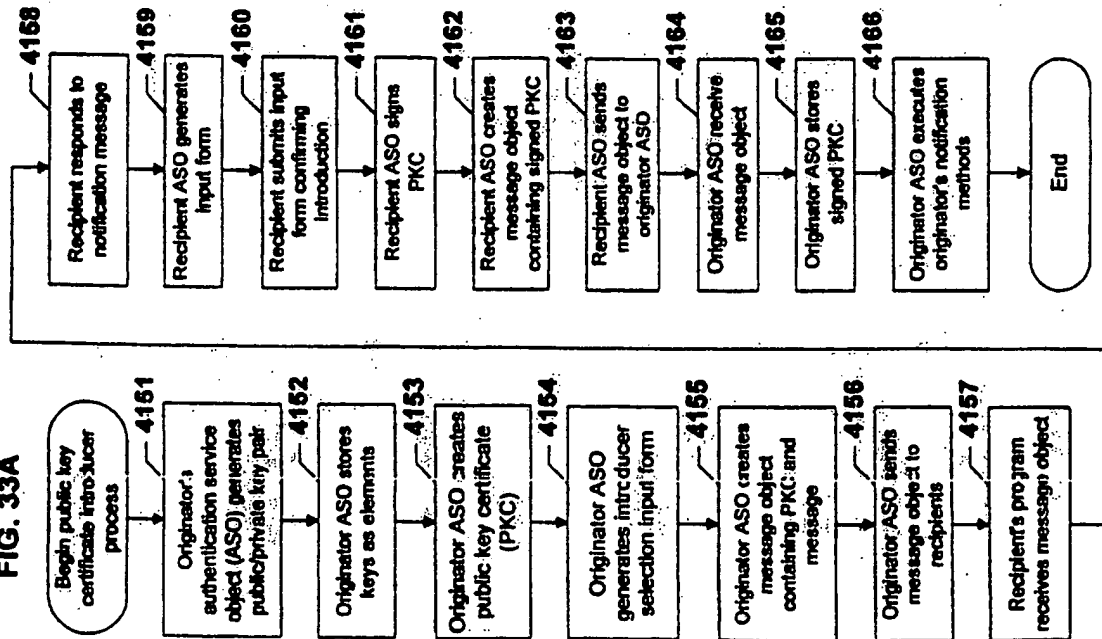 FIG. 33A
Begin public key
certificate introducer
process
4151
Originator's
authentication service
object (ASO) generates
public/private key pair
4152
Originator ASO stores
keys as elements
4153
Originator ASO creates
public key certificate
(PKC)
4154
Originator ASO
generates introducer
selection input form
4155
Originator ASO creates
message object
containing PKC and
message
4156
Originator ASO sends
message object to
recipients
4157
Recipient's program
receives message object
4158
Recipient responds to
notification message
4159
Recipient ASO generates
input form
4160
Recipient submits input
form confirming
introduction
4161
Recipient ASO signs
PKC
4162
Recipient ASO creates
message object
containing signed PKC
4163
Recipient ASO sends
message object to
originator ASO
4164
Originator ASO receive
message object
4165
Originator ASO stores
signed PKC
4166
Originator ASO executes
originator's notification
methods
End